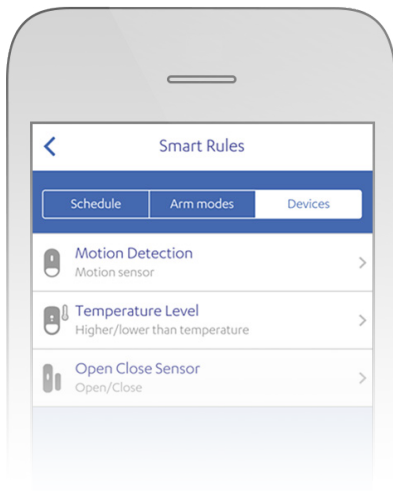 Smart Rules
Schedule
Arm modes
Devices
Motion Detection
Motion sensor
Temperature Level
Higher/lower than temperature
Open Close Sensor
Open/Close